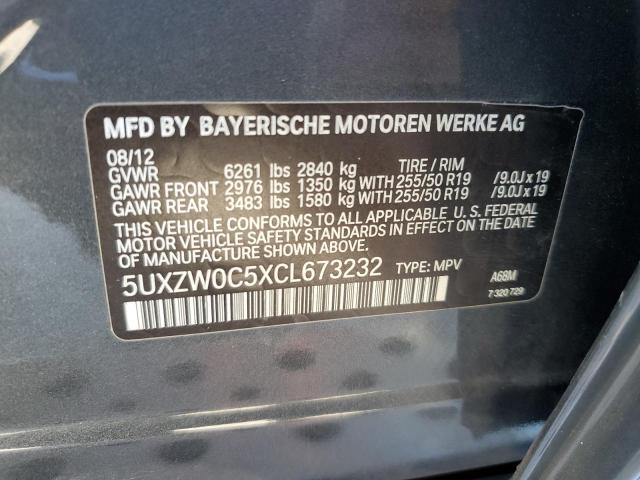 MFD BY BAYERISCHE MOTOREN WERKE AG
08/12
GVWR 6261 lbs 2840 kg TIRE / RIM
GAWR FRONT 2976 lbs 1350 kg WITH 255/50 R19 /9.0J x 19
GAWR REAR 3483 lbs 1580 kg WITH 255/50 R19 /9.0J x 19
THIS VEHICLE CONFORMS TO ALL APPLICABLE U. S. FEDERAL
MOTOR VEHICLE SAFETY STANDARDS IN EFFECT ON THE DATE
OF MANUFACTURE SHOWN ABOVE.
5UXZW0C5XCL673232 TYPE: MPV A68M
7 320 729